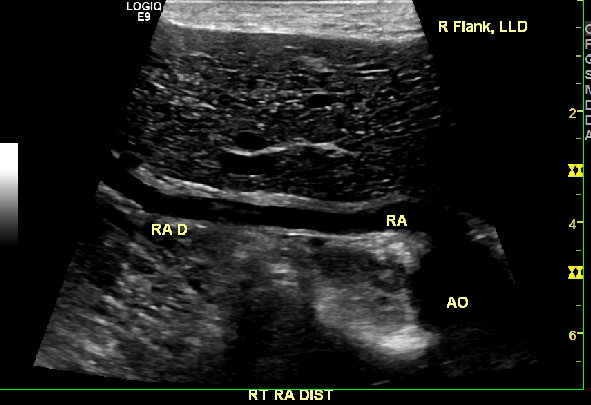 LOGIQ
E9
R Flank, LLD
C
F
G
S
M
D
D
A
2
4
RA D
RA
AO
6
RT RA DIST